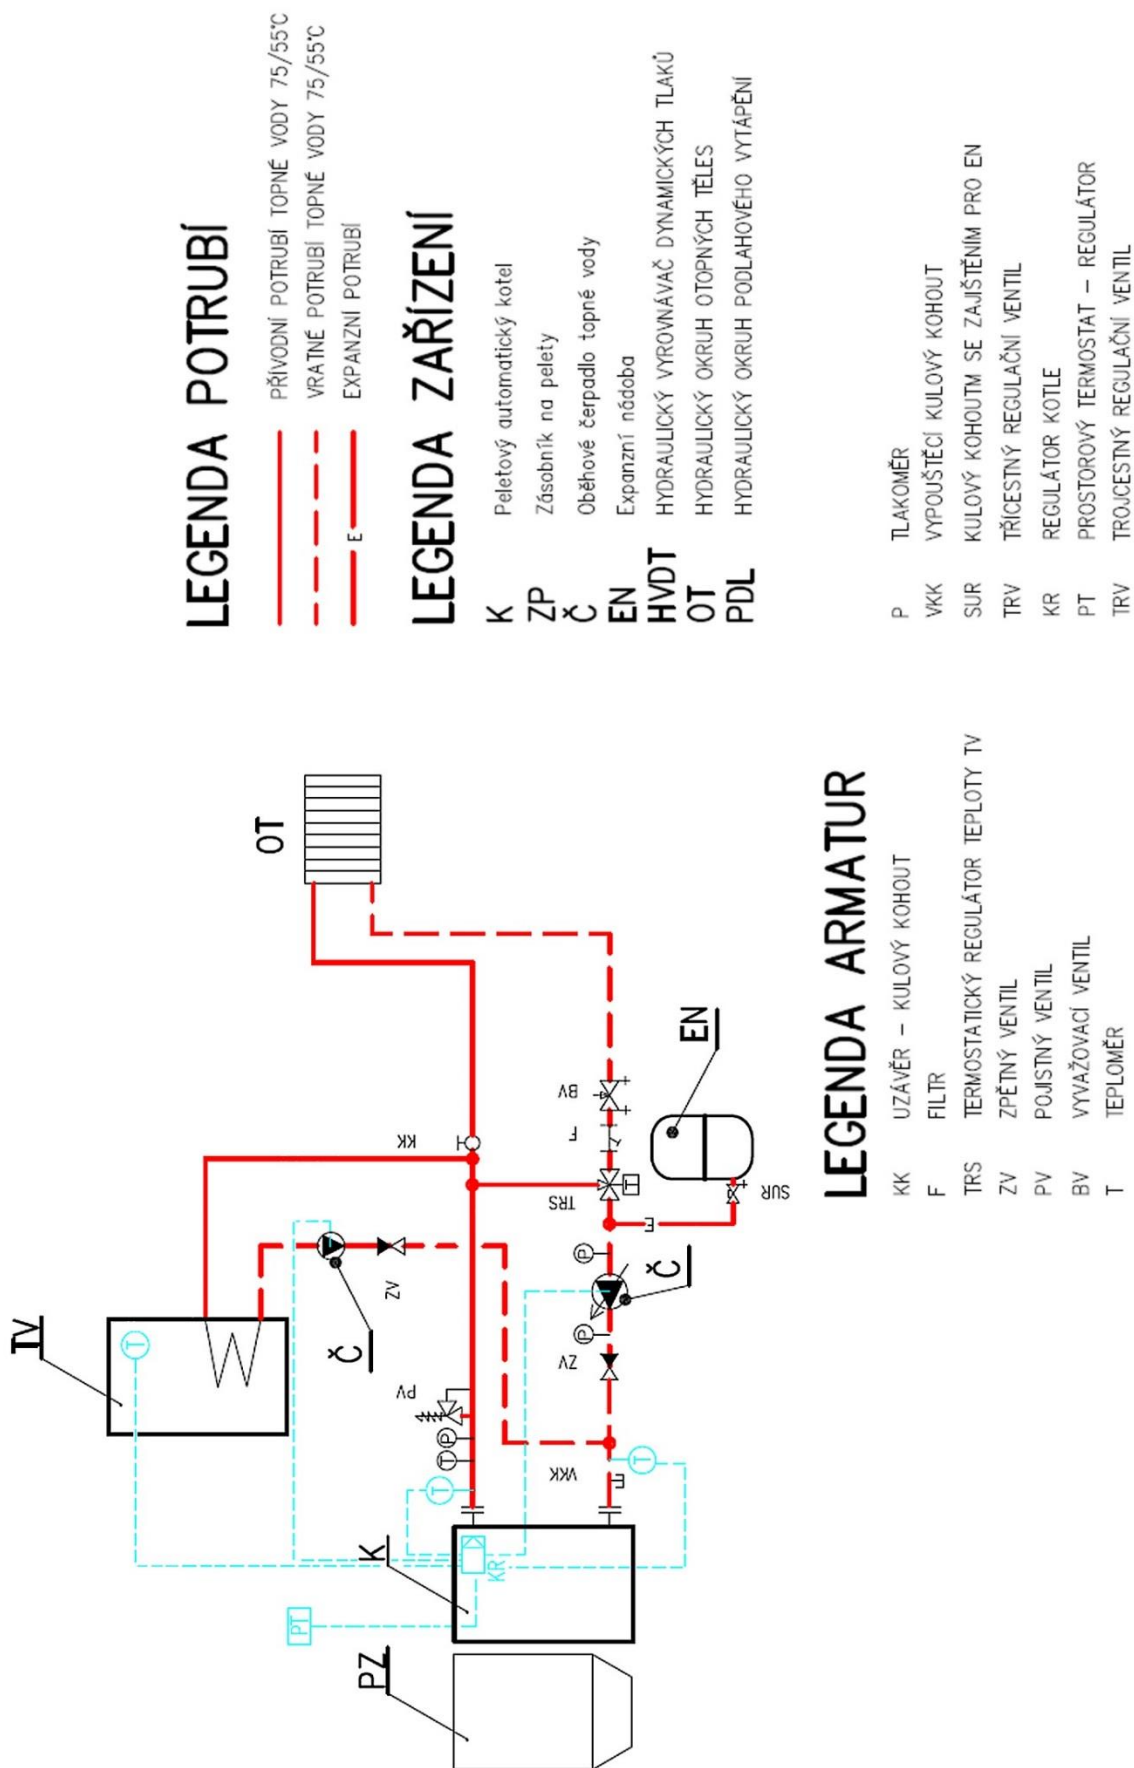 TV
T
Č
ZV
PT
PZ
K
KR
T
T
P
PV
KK
OT
VKK
T
ZV
P
Č
P
E
TRS
T
F
BV
SUR
EN
LEGENDA POTRUBÍ
PŘÍVODNÍ POTRUBÍ TOPNÉ VODY 75/55°C
VRATNÉ POTRUBÍ TOPNÉ VODY 75/55°C
E EXPANZNÍ POTRUBÍ
LEGENDA ZAŘÍZENÍ
K Peletový automatický kotel
ZP Zásobník na pelety
Č Oběhové čerpadlo topné vody
EN Expanzní nádoba
HVDT HYDRAULICKÝ VYROVNÁVAČ DYNAMICKÝCH TLAKŮ
OT HYDRAULICKÝ OKRUH OTOPNÝCH TĚLES
PDL HYDRAULICKÝ OKRUH PODLAHOVÉHO VYTÁPĚNÍ
LEGENDA ARMATUR
KK UZÁVĚR – KULOVÝ KOHOUT
F FILTR
TRS TERMOSTATICKÝ REGULÁTOR TEPLOTY TV
ZV ZPĚTNÝ VENTIL
PV POJISTNÝ VENTIL
BV VYVAŽOVACÍ VENTIL
T TEPLOMĚR
P TLAKOMĚR
VKK VYPOUŠTĚCÍ KULOVÝ KOHOUT
SUR KULOVÝ KOHOUTM SE ZAJIŠTĚNÍM PRO EN
TRV TŘÍCESTNÝ REGULAČNÍ VENTIL
KR REGULÁTOR KOTLE
PT PROSTOROVÝ TERMOSTAT – REGULÁTOR
TRV TROJCESTNÝ REGULAČNÍ VENTIL